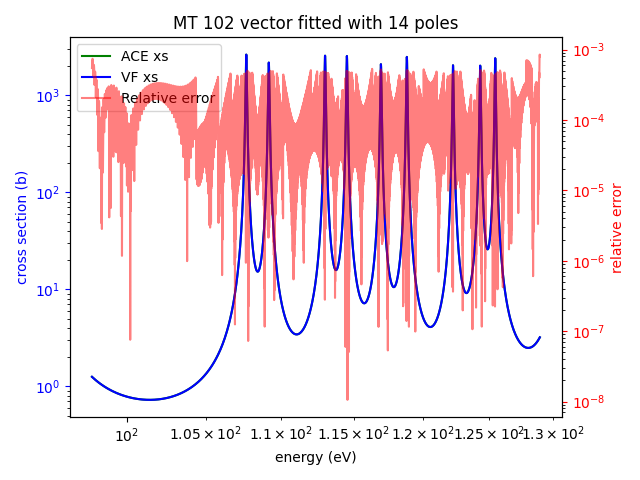 MT 102 vector fitted with 14 poles
ACE xs
VF xs
Relative error
cross section (b)
10³
10²
10¹
10⁰
10⁻³
10⁻⁴
10⁻⁵
10⁻⁶
10⁻⁷
10⁻⁸
relative error
10² 1.05 × 10² 1.1 × 10² 1.15 × 10² 1.2 × 10² 1.25 × 10² 1.3 × 10²
energy (eV)